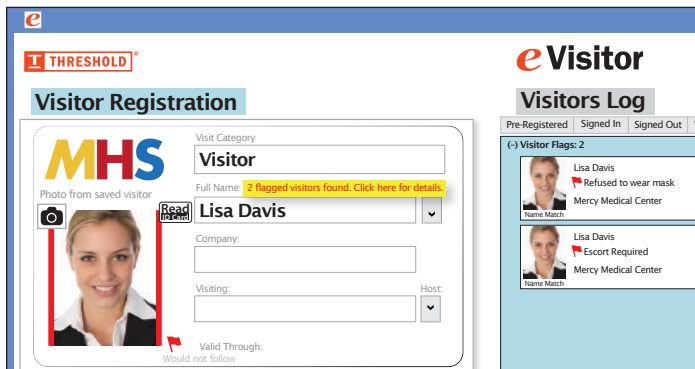 e
THRESHOLD®
Visitor Registration
MHS
Photo from saved visitor
Read
ID Card
Visit Category
Visitor
Full Name: 2 flagged visitors found. Click here for details.
Lisa Davis
Company:
Visiting:
Host:
Valid Through:
Would not follow
e Visitor
Visitors Log
Pre-Registered Signed In Signed Out
(-) Visitor Flags: 2
Lisa Davis
Refused to wear mask
Mercy Medical Center
Name Match
Lisa Davis
Escort Required
Mercy Medical Center
Name Match